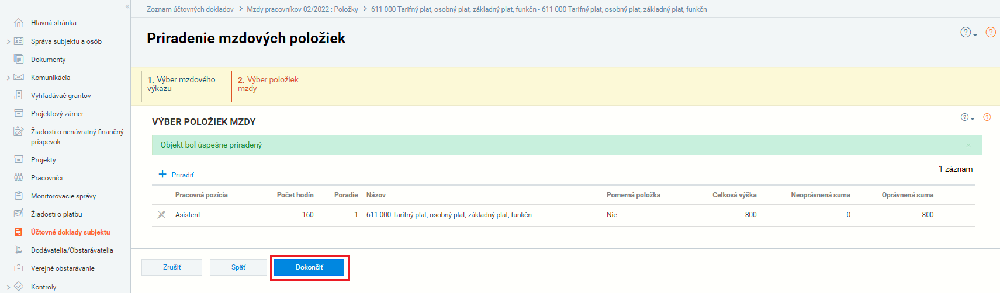 Zoznam účtovných dokladov > Mzdy pracovníkov 02/2022 : Položky > 611 000 Tarifný plat, osobný plat, základný plat, funkčn - 611 000 Tarifný plat, osobný plat, základný plat, funkčn
Hlavná stránka
Správa subjektu a osôb
Dokumenty
Komunikácia
Vyhľadávač grantov
Projektový zámer
Žiadosti o nenávratný finančný
príspevok
Projekty
Pracovníci
Monitorovacie správy
Žiadosti o platbu
Účtovné doklady subjektu
Dodávatelia/Obstarávatelia
Verejné obstarávanie
Kontroly
Priradenie mzdových položiek
1. Výber mzdového
výkazu
2. Výber položiek
mzdy
VÝBER POLOŽIEK MZDY
Objekt bol úspešne priradený
Priradiť
1 záznam
Pracovná pozícia Počet hodín Poradie Názov Pomerná položka Celková výška Neoprávnená suma Oprávnená suma
Asistent 160 1 611 000 Tarifný plat, osobný plat, základný plat, funkčn Nie 800 0 800
Zrušiť Späť Dokončiť